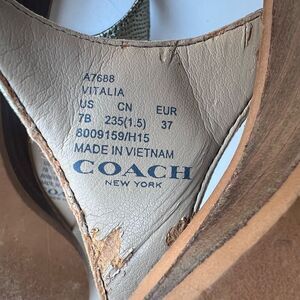 A7688
VITALIA
US CN EUR
7B 235(1.5) 37
8009159/H15
MADE IN VIETNAM
COACH
NEW YORK